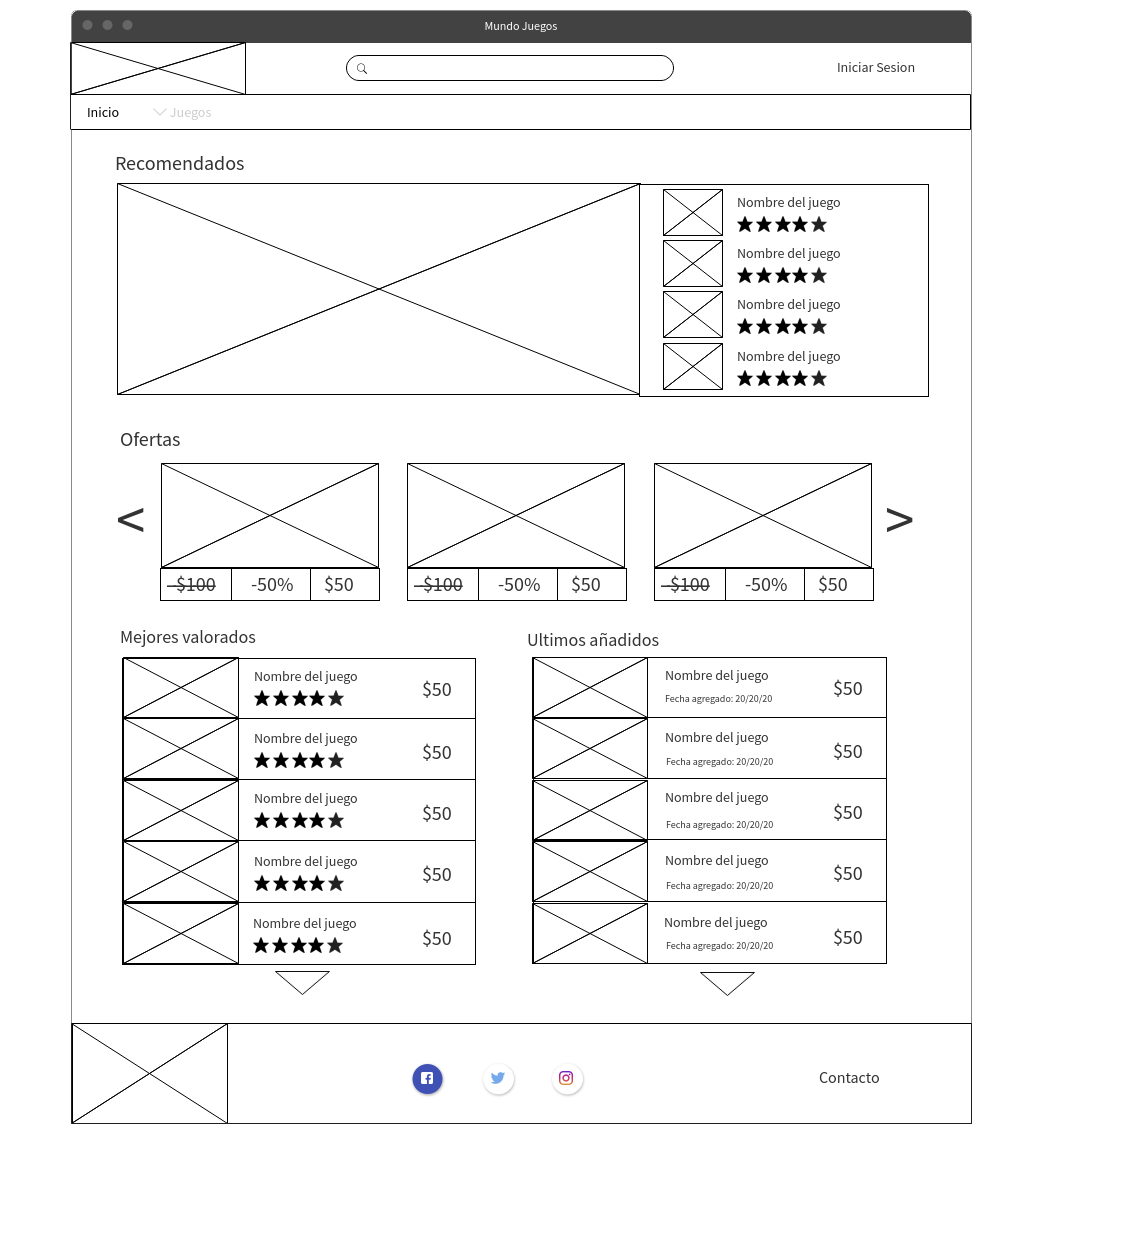 Mundo Juegos
Iniciar Sesion
Inicio
Juegos
Recomendados
Nombre del juego
Nombre del juego
Nombre del juego
Nombre del juego
Ofertas
<
>
-$100 -50% $50
-$100 -50% $50
-$100 -50% $50
Mejores valorados
Nombre del juego
$50
Nombre del juego
$50
Nombre del juego
$50
Nombre del juego
$50
Nombre del juego
$50
Ultimos añadidos
Nombre del juego
Fecha agregado: 20/20/20
$50
Nombre del juego
Fecha agregado: 20/20/20
$50
Nombre del juego
Fecha agregado: 20/20/20
$50
Nombre del juego
Fecha agregado: 20/20/20
$50
Nombre del juego
Fecha agregado: 20/20/20
$50
Contacto